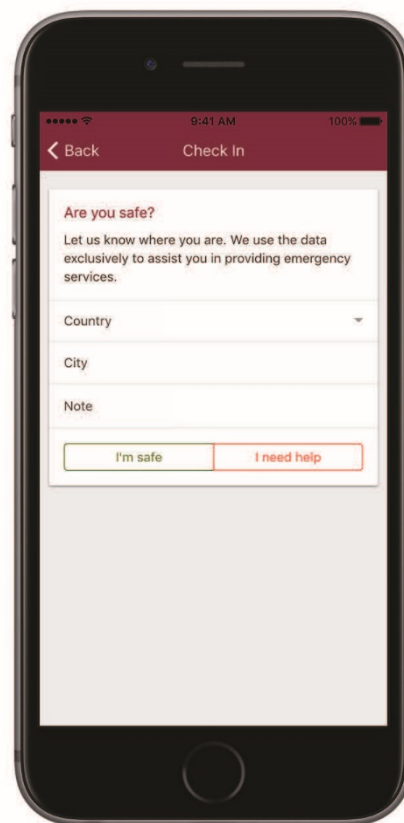 9:41 AM 100%
Back Check In
Are you safe?
Let us know where you are. We use the data
exclusively to assist you in providing emergency
services.
Country
City
Note
I'm safe I need help